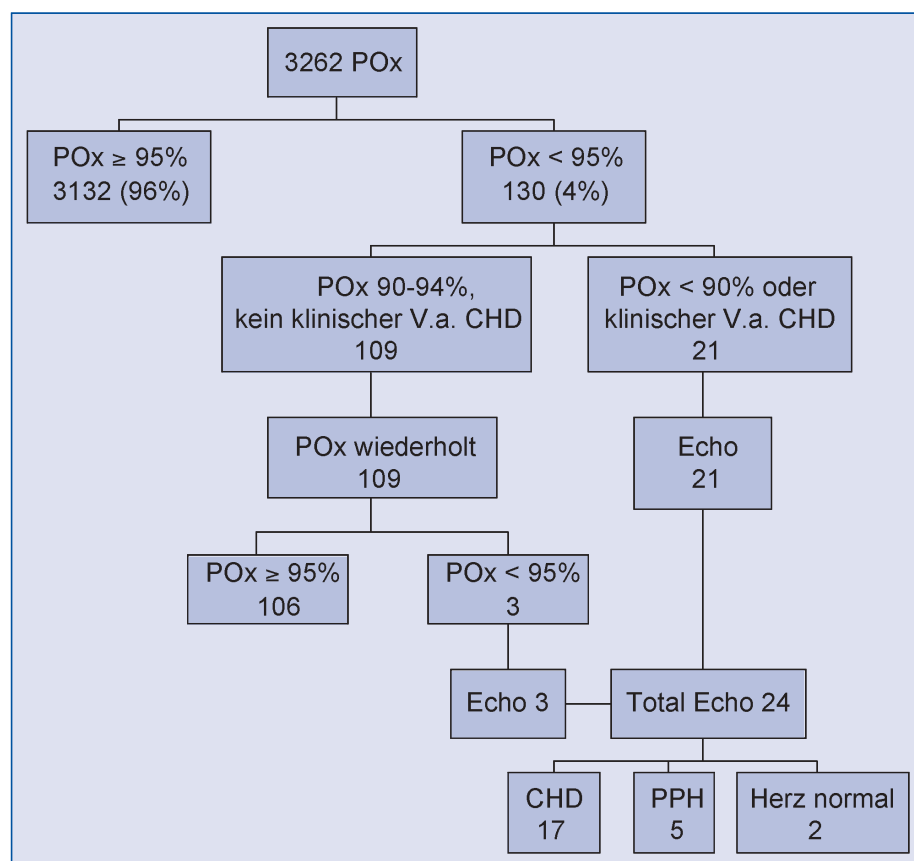 3262 POx
POx ≥ 95%
3132 (96%)
POx < 95%
130 (4%)
POx 90-94%,
kein klinischer V.a. CHD
109
POx < 90% oder
klinischer V.a. CHD
21
POx wiederholt
109
Echo
21
POx ≥ 95%
106
POx < 95%
3
Echo 3
Total Echo 24
CHD
17
PPH
5
Herz normal
2